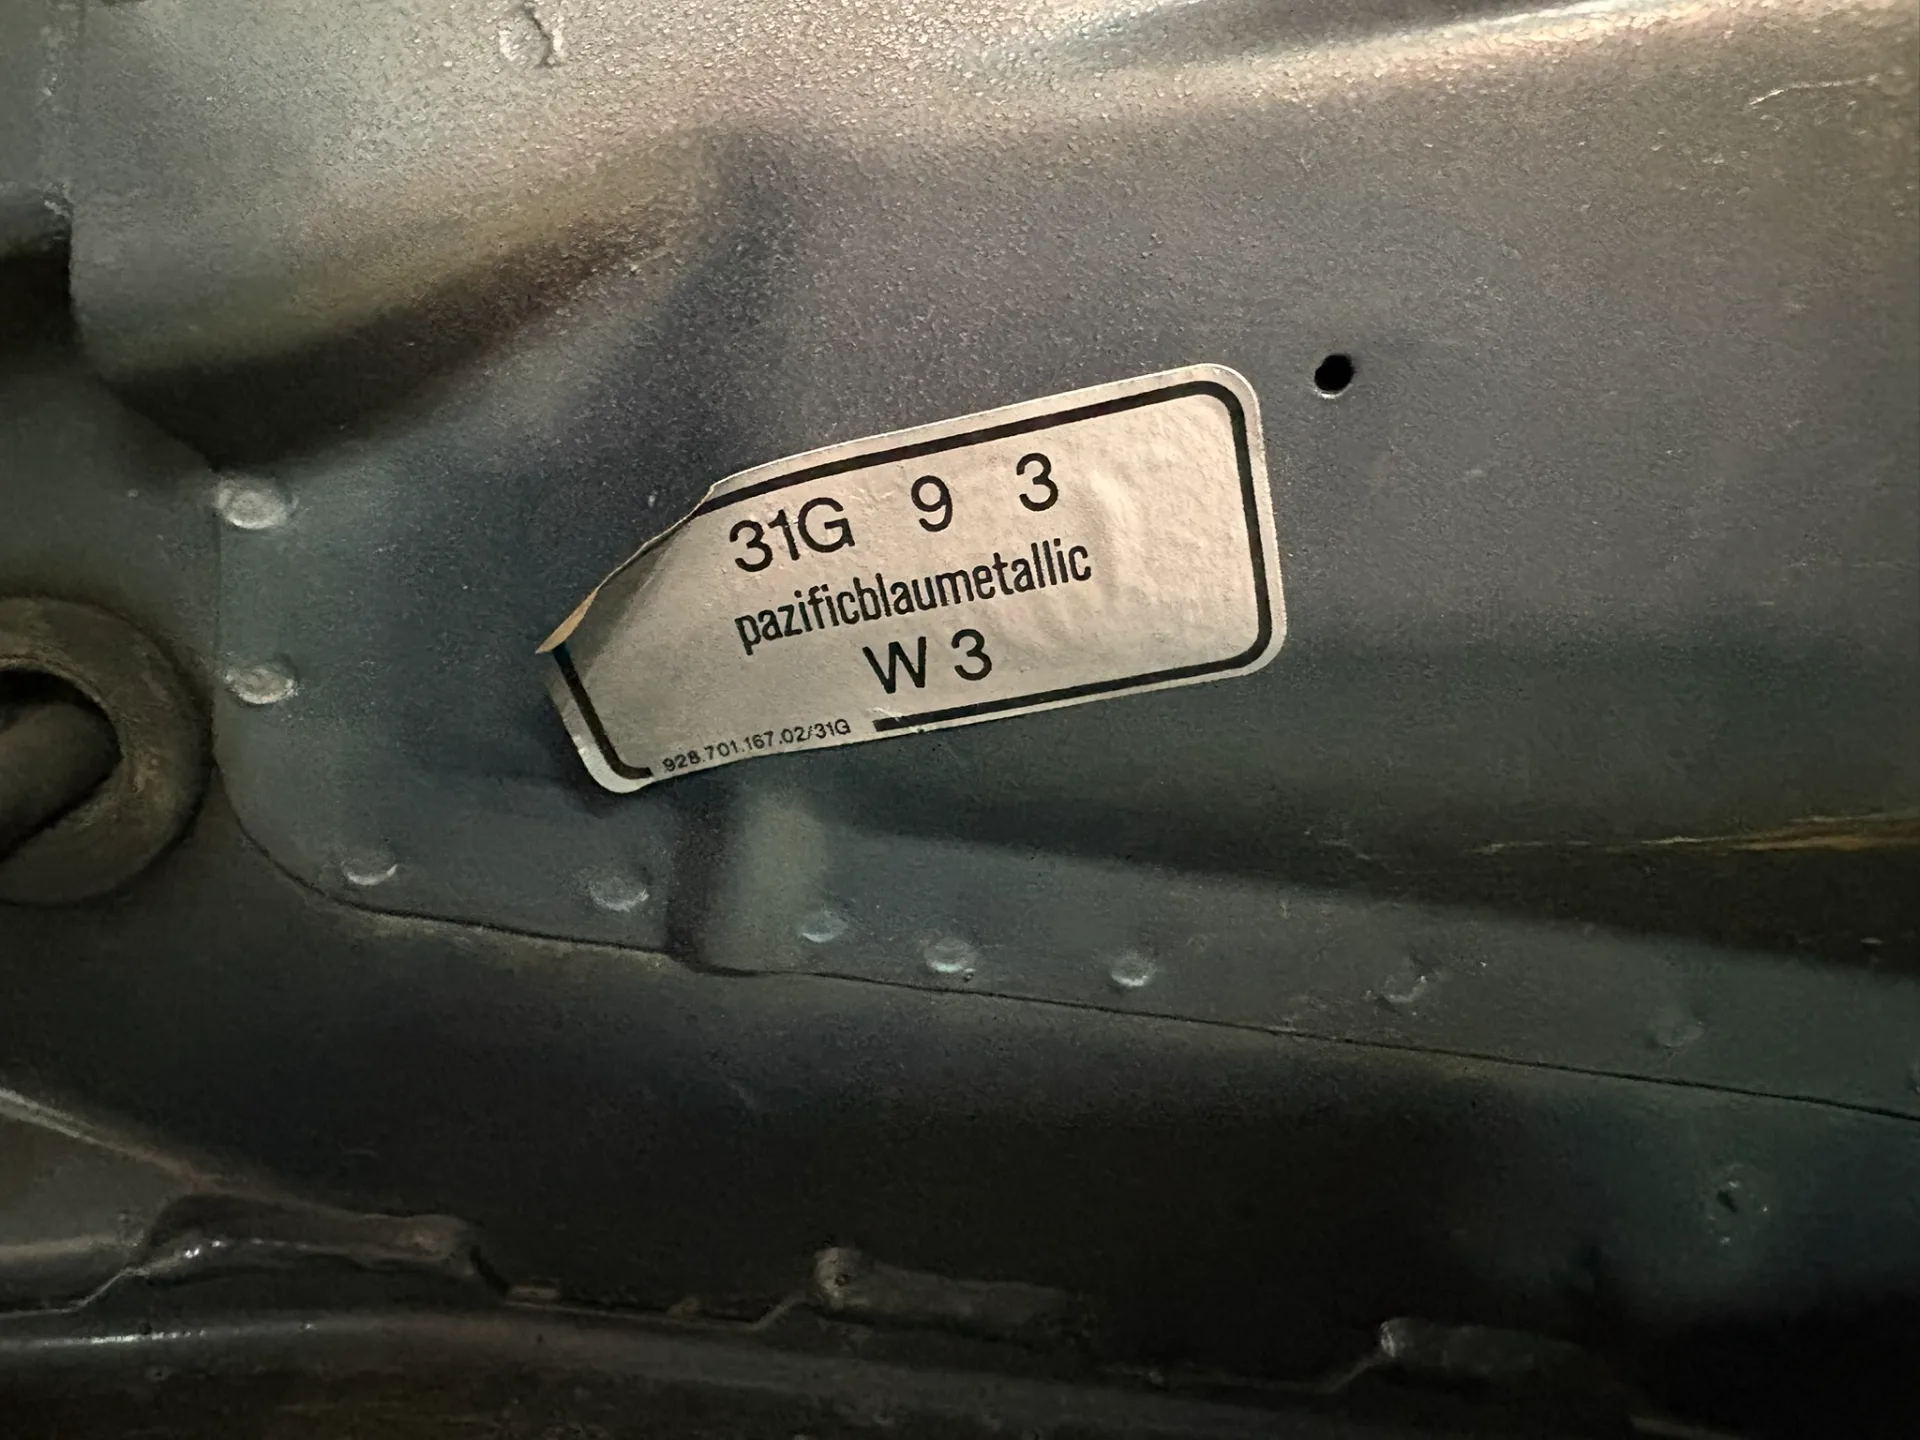 31G 9 3
pazificblaumetallic
W 3
928.701.167.02/31G